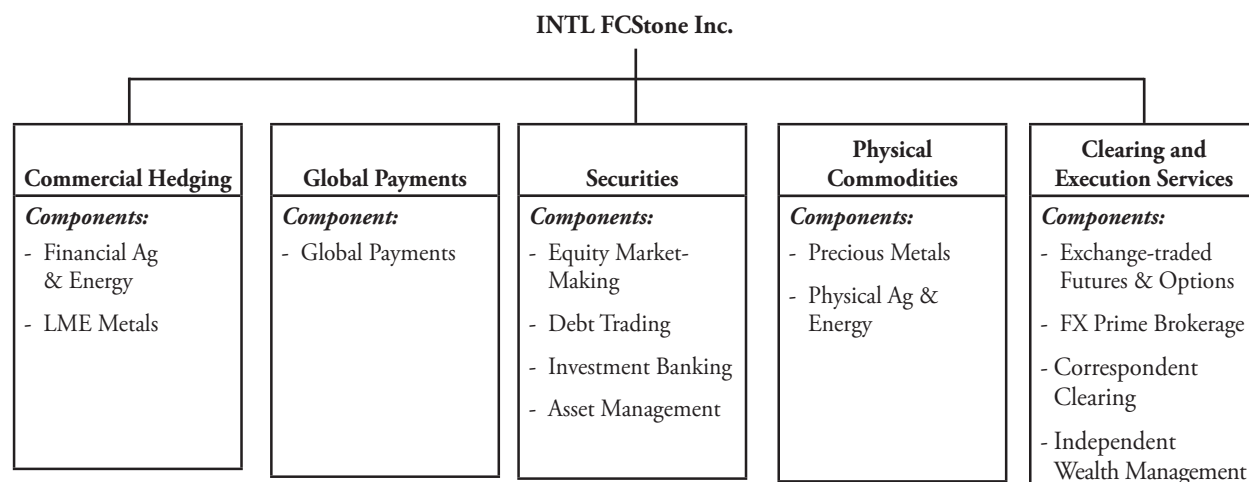 INTL FCStone Inc.
Commercial Hedging
Components:
- Financial Ag
& Energy
- LME Metals
Global Payments
Component:
- Global Payments
Securities
Components:
- Equity Market-
Making
- Debt Trading
- Investment Banking
- Asset Management
Physical
Commodities
Components:
- Precious Metals
- Physical Ag &
Energy
Clearing and
Execution Services
Components:
- Exchange-traded
Futures & Options
- FX Prime Brokerage
- Correspondent
Clearing
- Independent
Wealth Management